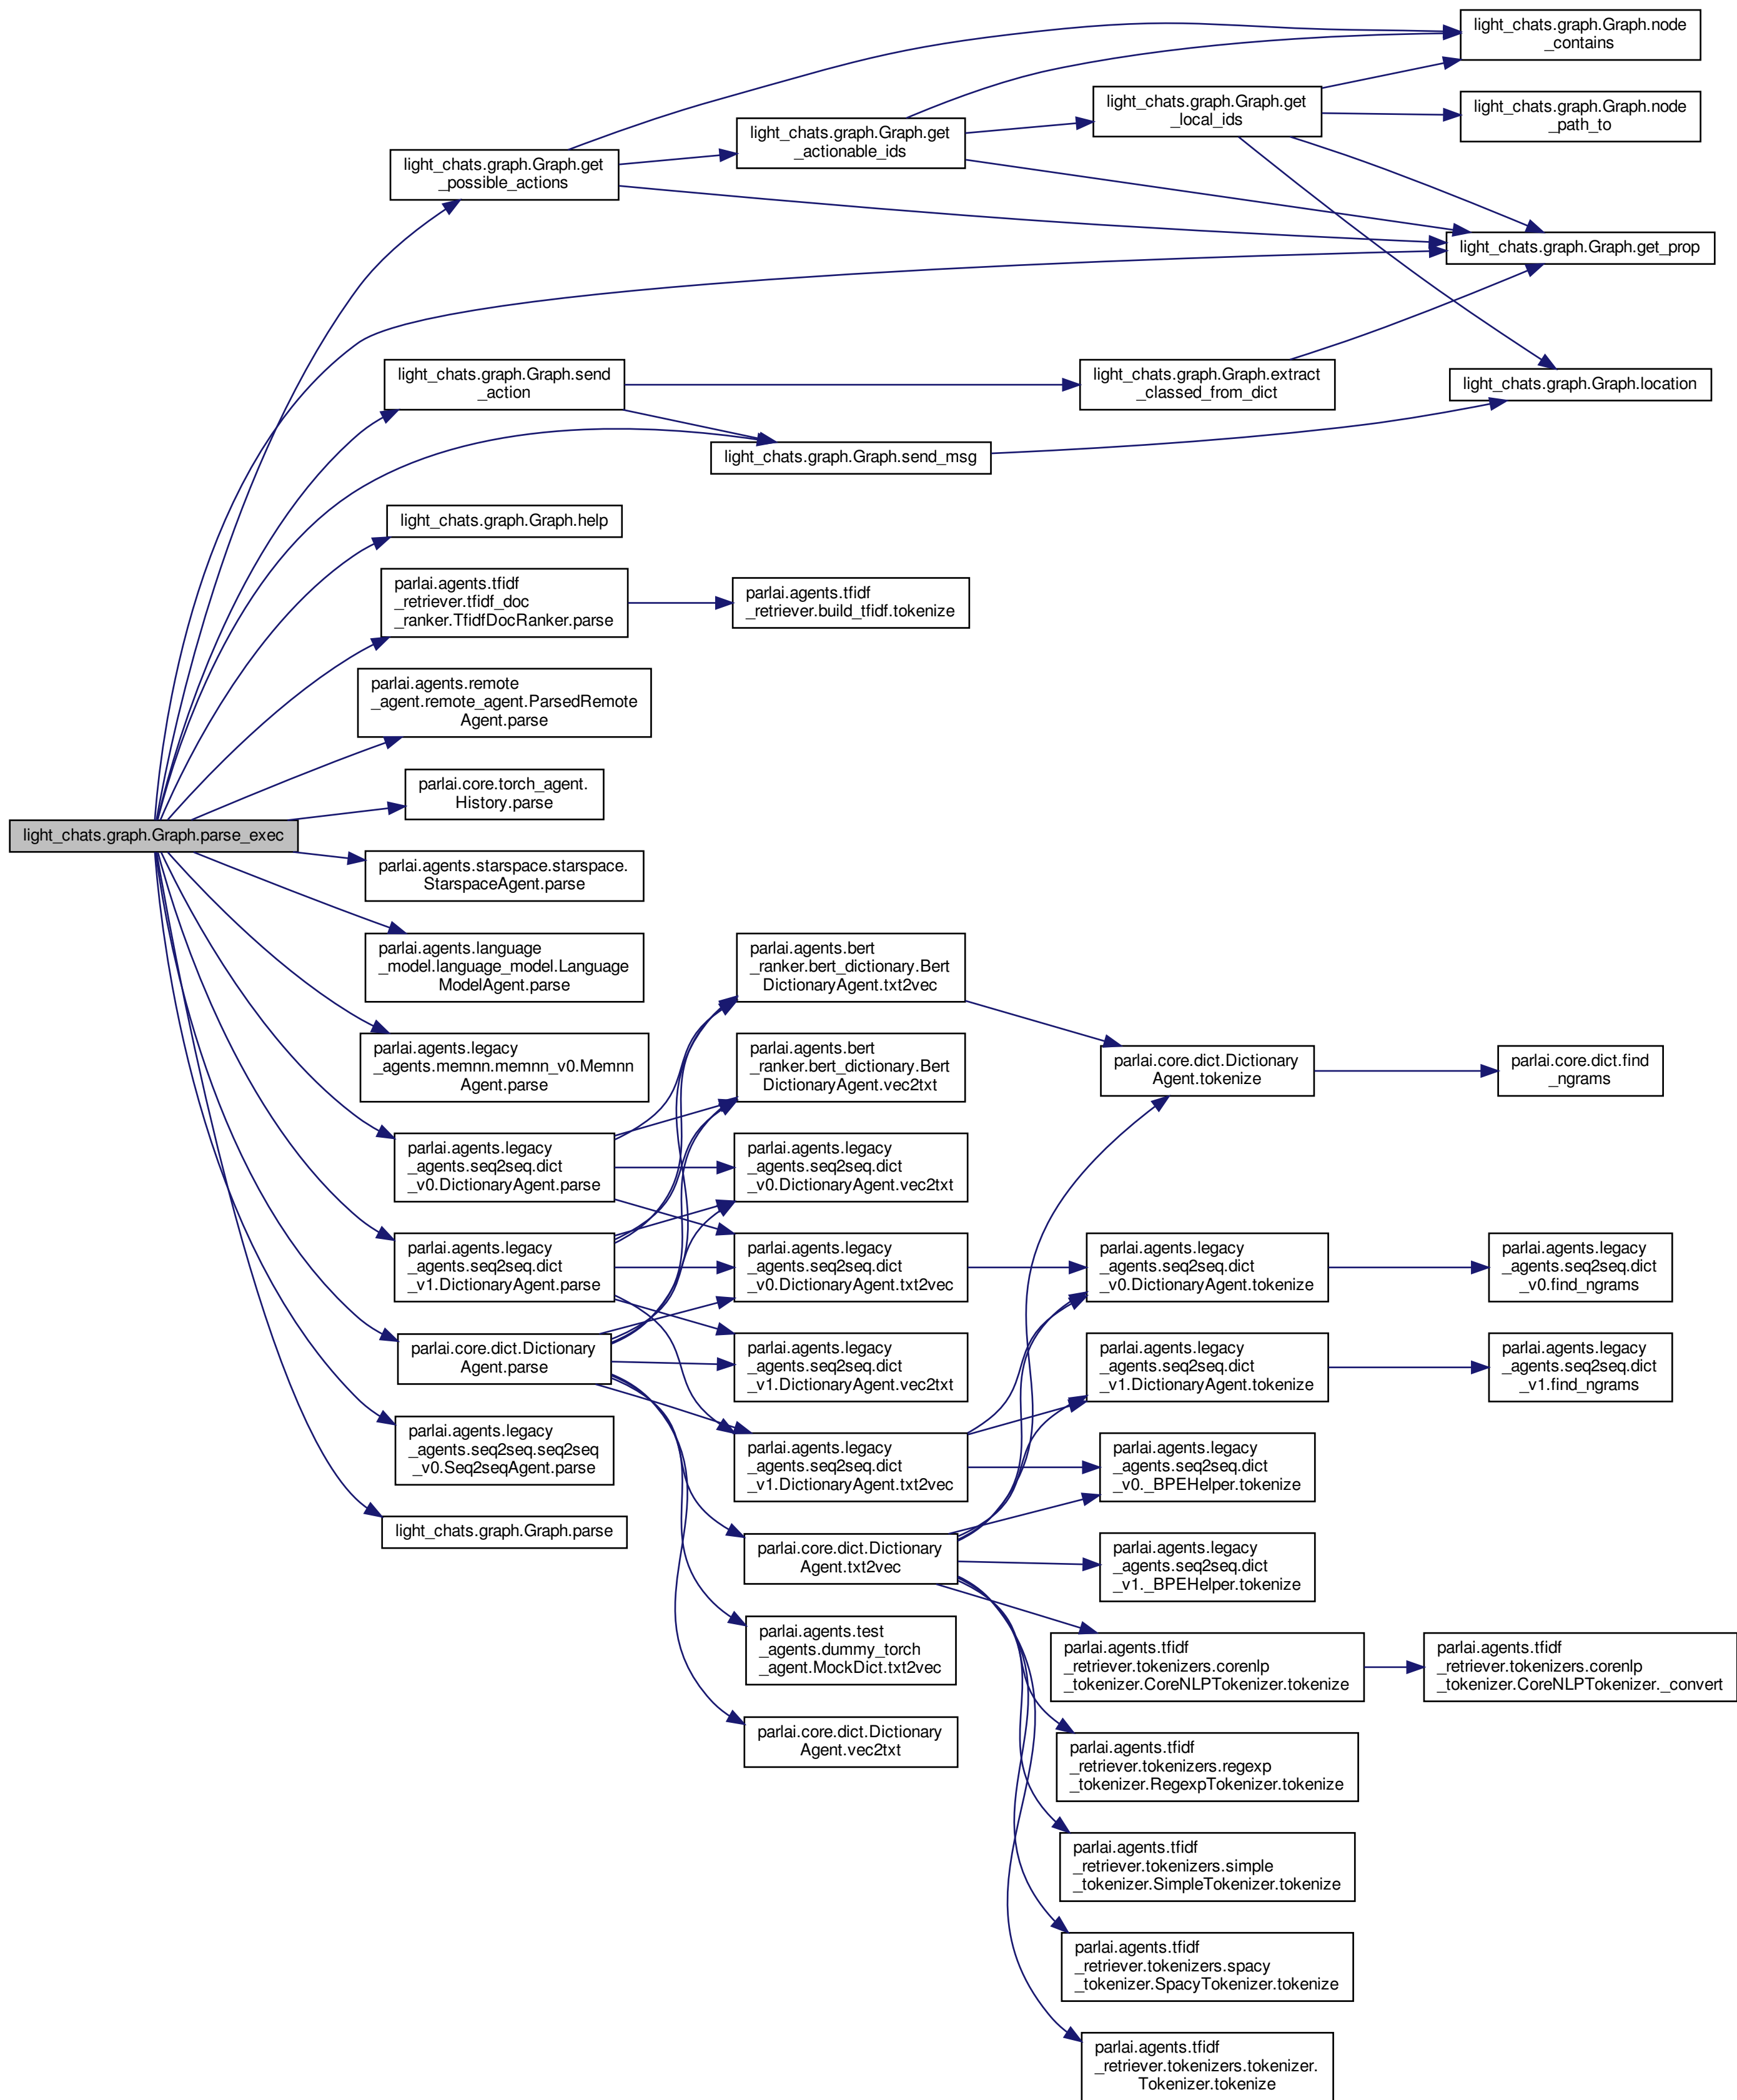 light_chats.graph.Graph.node
_contains
light_chats.graph.Graph.get
_local_ids
light_chats.graph.Graph.node
_path_to
light_chats.graph.Graph.get
_actionable_ids
light_chats.graph.Graph.get
_possible_actions
light_chats.graph.Graph.get_prop
light_chats.graph.Graph.send
_action
light_chats.graph.Graph.extract
_classed_from_dict
light_chats.graph.Graph.location
light_chats.graph.Graph.send_msg
light_chats.graph.Graph.help
parlai.agents.tfidf
_retriever.tfidf_doc
_ranker.TfidfDocRanker.parse
parlai.agents.tfidf
_retriever.build_tfidf.tokenize
parlai.agents.remote
_agent.remote_agent.ParsedRemote
Agent.parse
parlai.core.torch_agent.
History.parse
light_chats.graph.Graph.parse_exec
parlai.agents.starspace.starspace.
StarspaceAgent.parse
parlai.agents.language
_model.language_model.Language
ModelAgent.parse
parlai.agents.bert
_ranker.bert_dictionary.Bert
DictionaryAgent.txt2vec
parlai.agents.legacy
_agents.memnn.memnn_v0.Memnn
Agent.parse
parlai.agents.bert
_ranker.bert_dictionary.Bert
DictionaryAgent.vec2txt
parlai.core.dict.Dictionary
Agent.tokenize
parlai.core.dict.find
_ngrams
parlai.agents.legacy
_agents.seq2seq.dict
_v0.DictionaryAgent.parse
parlai.agents.legacy
_agents.seq2seq.dict
_v0.DictionaryAgent.vec2txt
parlai.agents.legacy
_agents.seq2seq.dict
_v1.DictionaryAgent.parse
parlai.agents.legacy
_agents.seq2seq.dict
_v0.DictionaryAgent.txt2vec
parlai.agents.legacy
_agents.seq2seq.dict
_v0.DictionaryAgent.tokenize
parlai.agents.legacy
_agents.seq2seq.dict
_v0.find_ngrams
parlai.core.dict.Dictionary
Agent.parse
parlai.agents.legacy
_agents.seq2seq.dict
_v1.DictionaryAgent.vec2txt
parlai.agents.legacy
_agents.seq2seq.dict
_v1.DictionaryAgent.tokenize
parlai.agents.legacy
_agents.seq2seq.dict
_v1.find_ngrams
parlai.agents.legacy
_agents.seq2seq.seq2seq
_v0.Seq2seqAgent.parse
parlai.agents.legacy
_agents.seq2seq.dict
_v1.DictionaryAgent.txt2vec
parlai.agents.legacy
_agents.seq2seq.dict
_v0._BPEHelper.tokenize
light_chats.graph.Graph.parse
parlai.core.dict.Dictionary
Agent.txt2vec
parlai.agents.legacy
_agents.seq2seq.dict
_v1._BPEHelper.tokenize
parlai.agents.test
_agents.dummy_torch
_agent.MockDict.txt2vec
parlai.agents.tfidf
_retriever.tokenizers.corenlp
_tokenizer.CoreNLPTokenizer.tokenize
parlai.agents.tfidf
_retriever.tokenizers.corenlp
_tokenizer.CoreNLPTokenizer._convert
parlai.core.dict.Dictionary
Agent.vec2txt
parlai.agents.tfidf
_retriever.tokenizers.regexp
_tokenizer.RegexpTokenizer.tokenize
parlai.agents.tfidf
_retriever.tokenizers.simple
_tokenizer.SimpleTokenizer.tokenize
parlai.agents.tfidf
_retriever.tokenizers.spacy
_tokenizer.SpacyTokenizer.tokenize
parlai.agents.tfidf
_retriever.tokenizers.tokenizer.
Tokenizer.tokenize